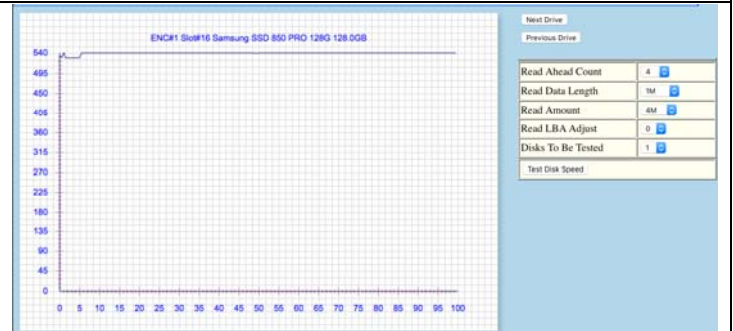 ENC#1 Slot#16 Samsung SSD 850 PRO 128G 128.0GB
540
495
450
405
360
315
270
225
180
135
90
45
0
0 5 10 15 20 25 30 35 40 45 50 55 60 65 70 75 80 85 90 95 100
Next Drive
Previous Drive
Read Ahead Count 4
Read Data Length 1M
Read Amount 4M
Read LBA Adjust 0
Disks To Be Tested 1
Test Disk Speed